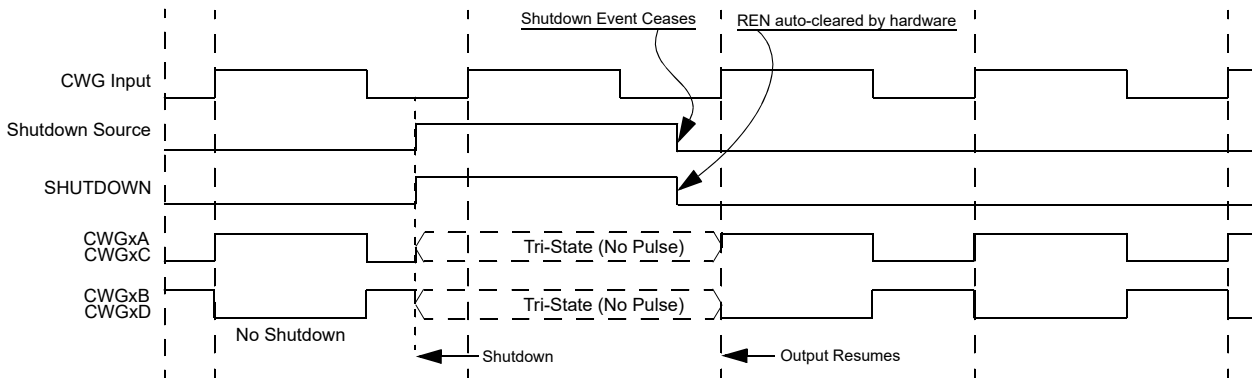 Shutdown Event Ceases
REN auto-cleared by hardware
CWG Input
Shutdown Source
SHUTDOWN
CWGxA
CWGxC
Tri-State (No Pulse)
CWGxB
CWGxD
Tri-State (No Pulse)
No Shutdown
Shutdown
Output Resumes